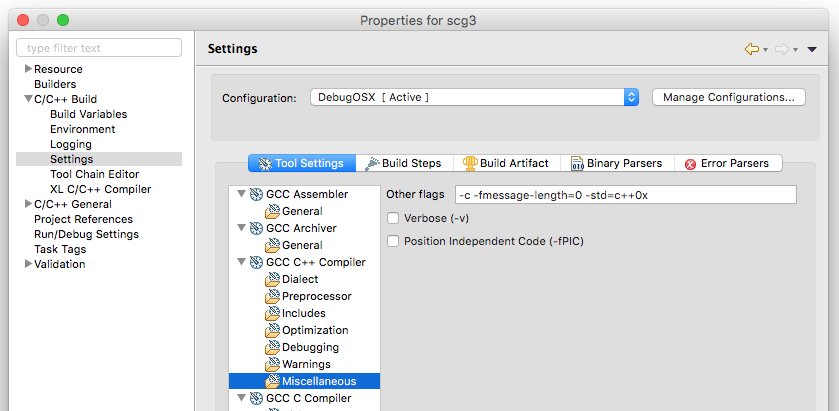 Properties for scg3
type filter text
Settings
Resource
Builders
C/C++ Build
Build Variables
Environment
Logging
Settings
Tool Chain Editor
XL C/C++ Compiler
C/C++ General
Project References
Run/Debug Settings
Task Tags
Validation
Configuration: DebugOSX [ Active ] Manage Configurations...
Tool Settings Build Steps Build Artifact Binary Parsers Error Parsers
GCC Assembler
General
GCC Archiver
General
GCC C++ Compiler
Dialect
Preprocessor
Includes
Optimization
Debugging
Warnings
Miscellaneous
GCC C Compiler
Other flags -c -fmessage-length=0 -std=c++0x
Verbose (-v)
Position Independent Code (-fPIC)